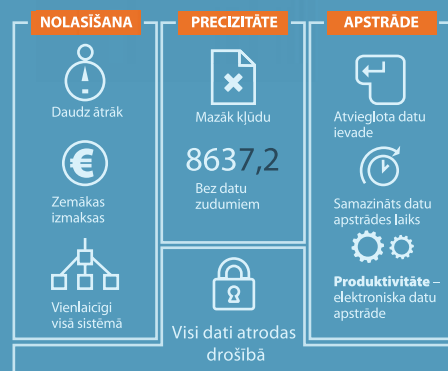 NOLASĪŠANA
Daudz ātrāk
€
Zemākas
izmaksas
Vienlaicīgi
visā sistēmā
PRECIZITĀTE
Mazāk kļūdu
8637,2
Bez datu
zudumiem
Visi dati atrodas
drošībā
APSTRĀDE
Atvieglota datu
ievade
Samazināts datu
apstrādes laiks
Produktivitāte –
elektroniska datu
apstrāde